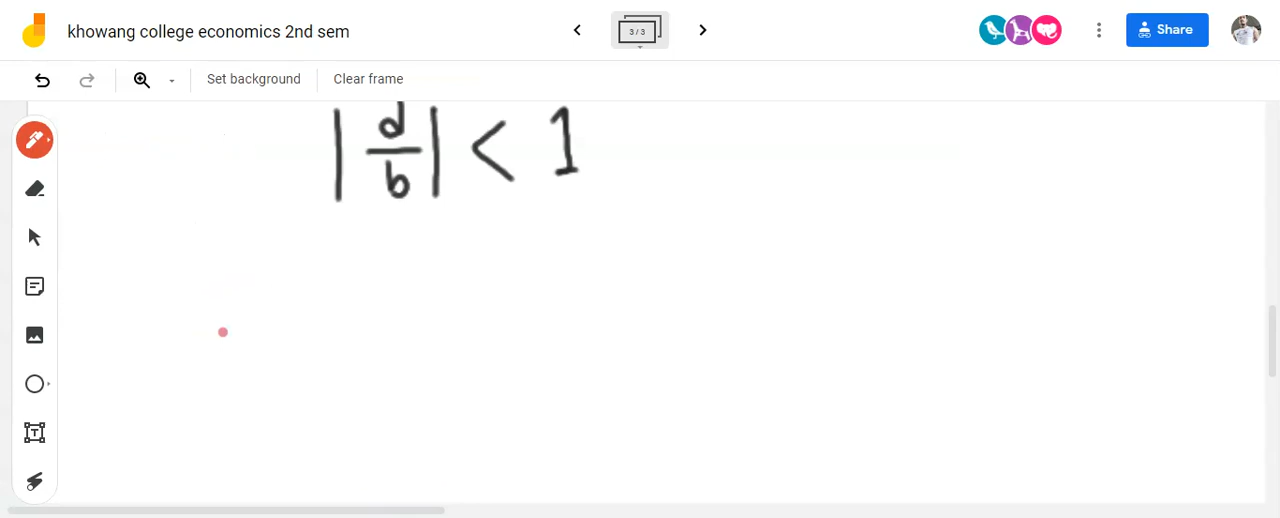 khowang college economics 2nd sem
3 / 3
Share
Set background
Clear frame
| d/b | < 1
T